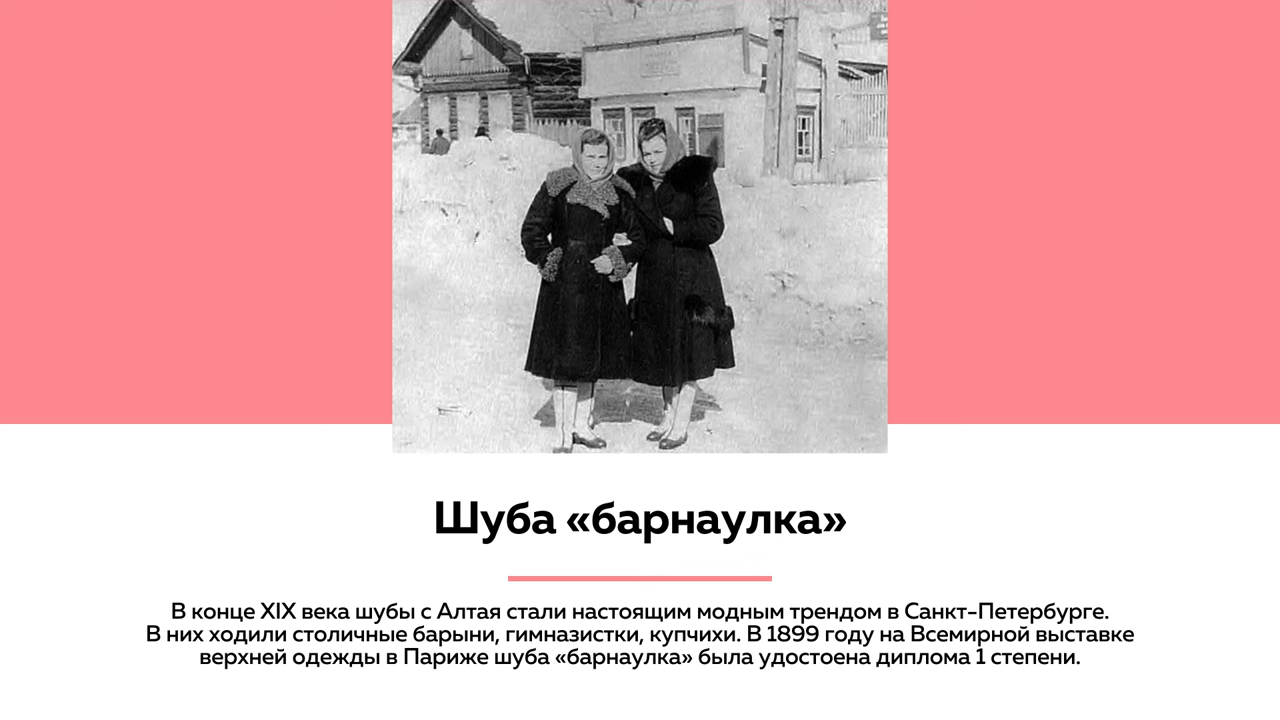 Шуба «барнаулка»
В конце XIX века шубы с Алтая стали настоящим модным трендом в Санкт-Петербурге.
В них ходили столичные барыни, гимназистки, купчихи. В 1899 году на Всемирной выставке
верхней одежды в Париже шуба «барнаулка» была удостоена диплома 1 степени.